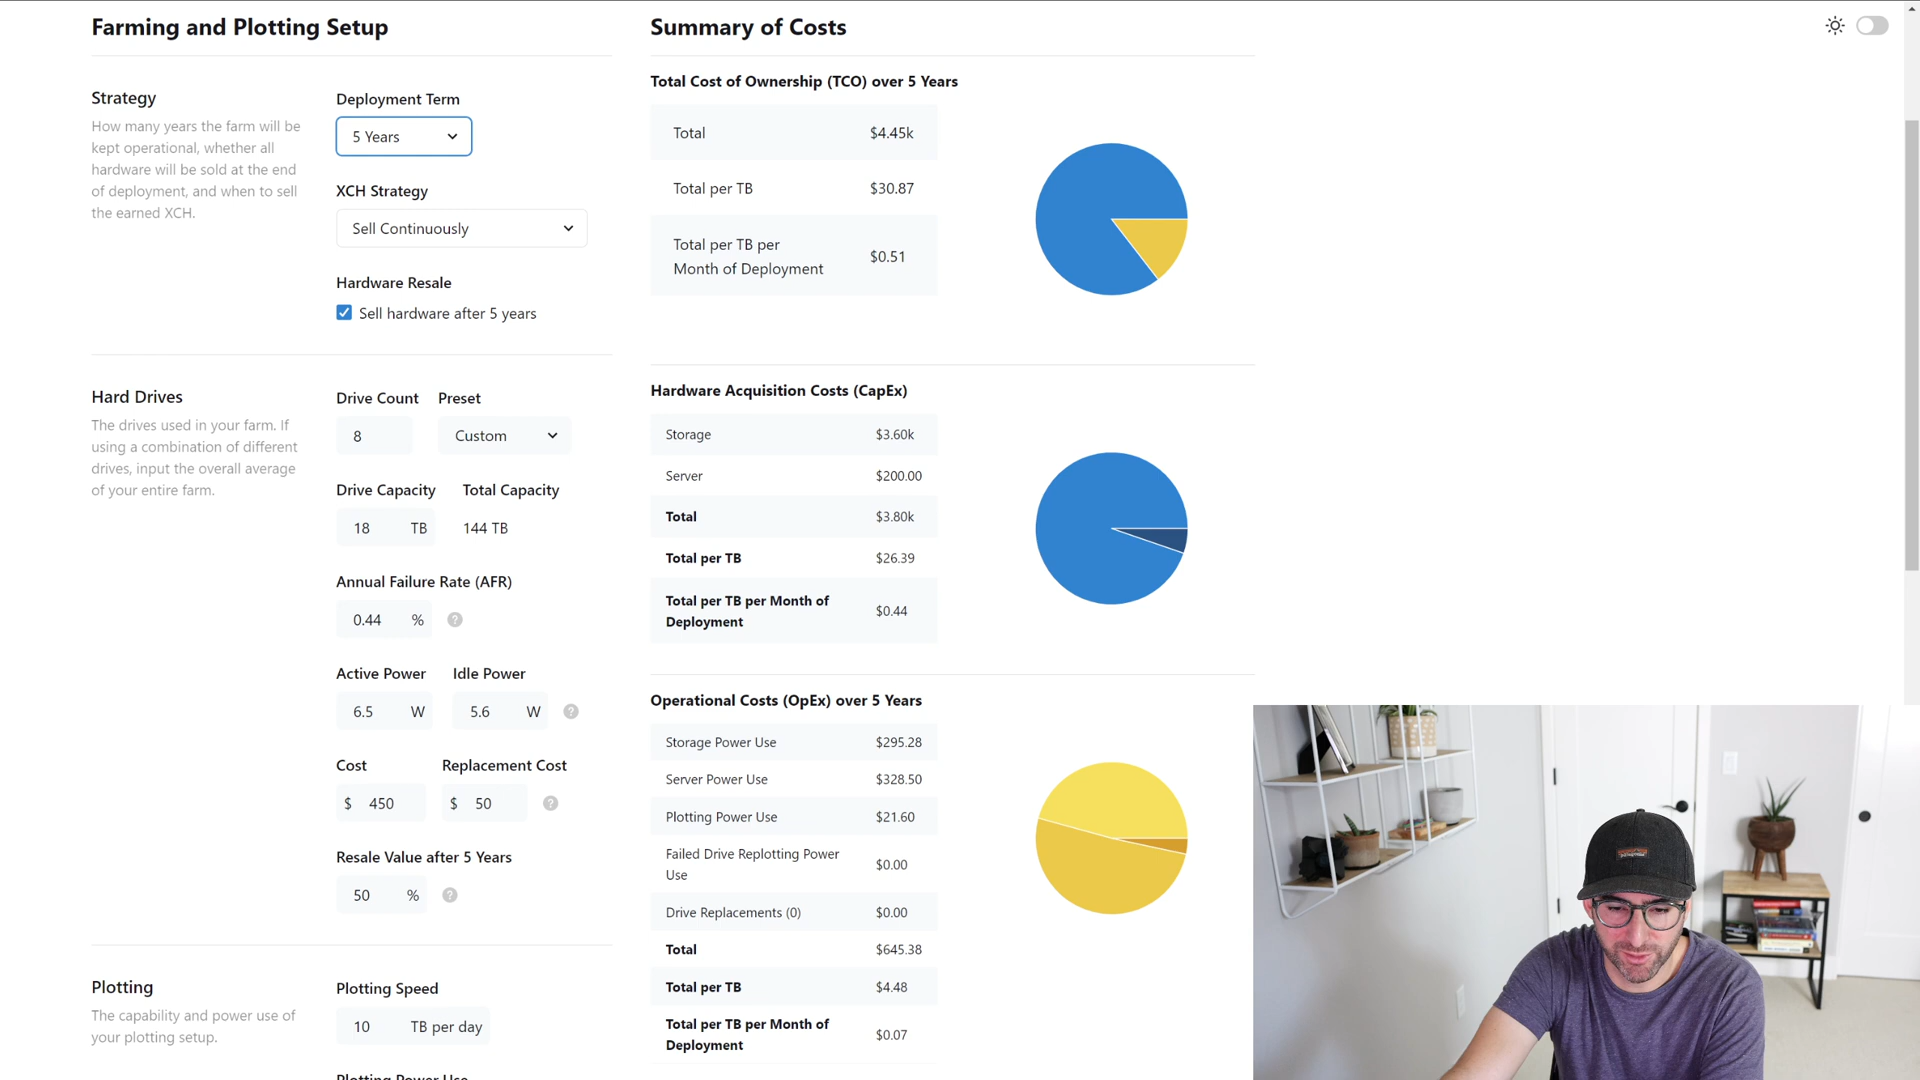 Farming and Plotting Setup
Strategy
How many years the farm will be
kept operational, whether all
hardware will be sold at the end
of deployment, and when to sell
the earned XCH.
Deployment Term
5 Years
XCH Strategy
Sell Continuously
Hardware Resale
Sell hardware after 5 years
Hard Drives
The drives used in your farm. If
using a combination of different
drives, input the overall average
of your entire farm.
Drive Count Preset
8 Custom
Drive Capacity Total Capacity
18 TB 144 TB
Annual Failure Rate (AFR)
0.44 % ?
Active Power Idle Power
6.5 W 5.6 W ?
Cost Replacement Cost
$ 450 $ 50 ?
Resale Value after 5 Years
50 % ?
Plotting
The capability and power use of
your plotting setup.
Plotting Speed
10 TB per day
Plotting Power Use
Summary of Costs
Total Cost of Ownership (TCO) over 5 Years
Total $4.45k
Total per TB $30.87
Total per TB per
Month of Deployment $0.51
Hardware Acquisition Costs (CapEx)
Storage $3.60k
Server $200.00
Total $3.80k
Total per TB $26.39
Total per TB per Month of
Deployment $0.44
Operational Costs (OpEx) over 5 Years
Storage Power Use $295.28
Server Power Use $328.50
Plotting Power Use $21.60
Failed Drive Replotting Power
Use $0.00
Drive Replacements (0) $0.00
Total $645.38
Total per TB $4.48
Total per TB per Month of
Deployment $0.07